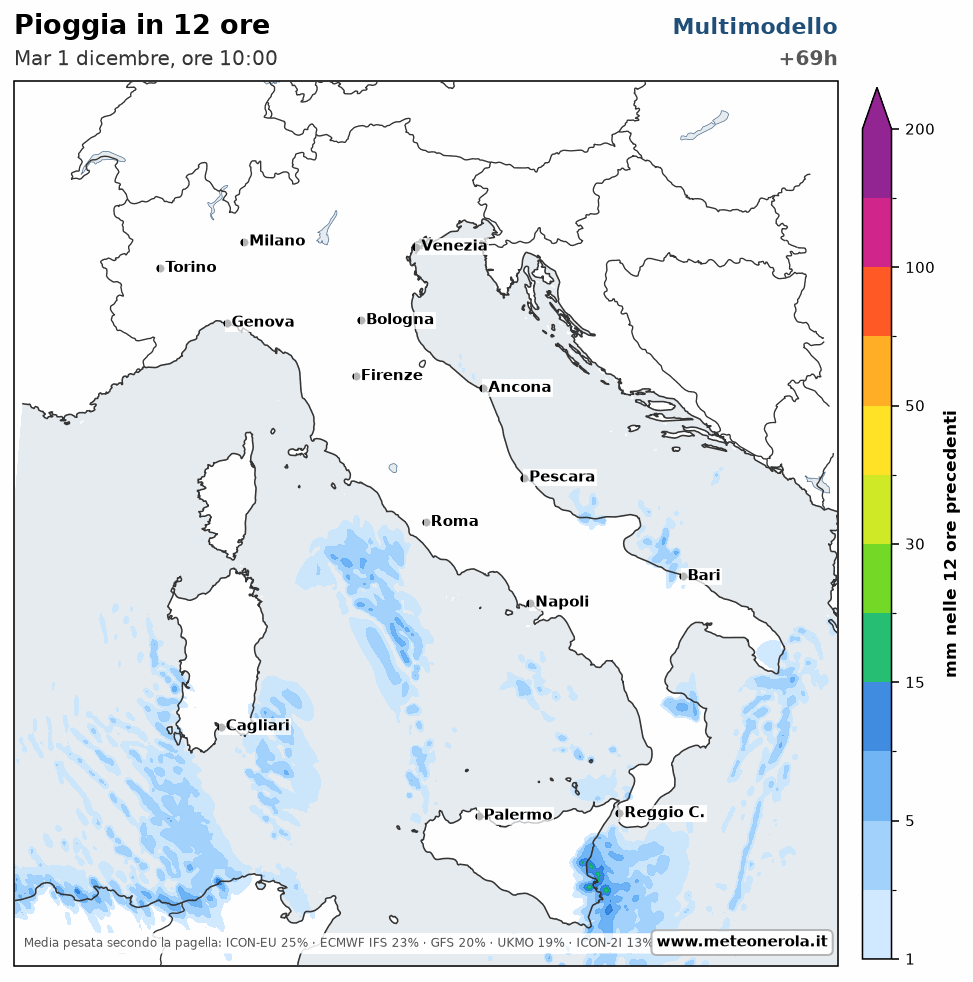 Pioggia in 12 ore
Multimodello
Mar 1 dicembre, ore 10:00
+69h
200
100
50
30
15
5
1
mm nelle 12 ore precedenti
Milano
Venezia
Torino
Genova
Bologna
Firenze
Ancona
Pescara
Roma
Bari
Napoli
Cagliari
Palermo
Reggio C.
Media pesata secondo la pagella: ICON-EU 25% · ECMWF IFS 23% · GFS 20% · UKMO 19% · ICON-2I 13%
www.meteonerola.it